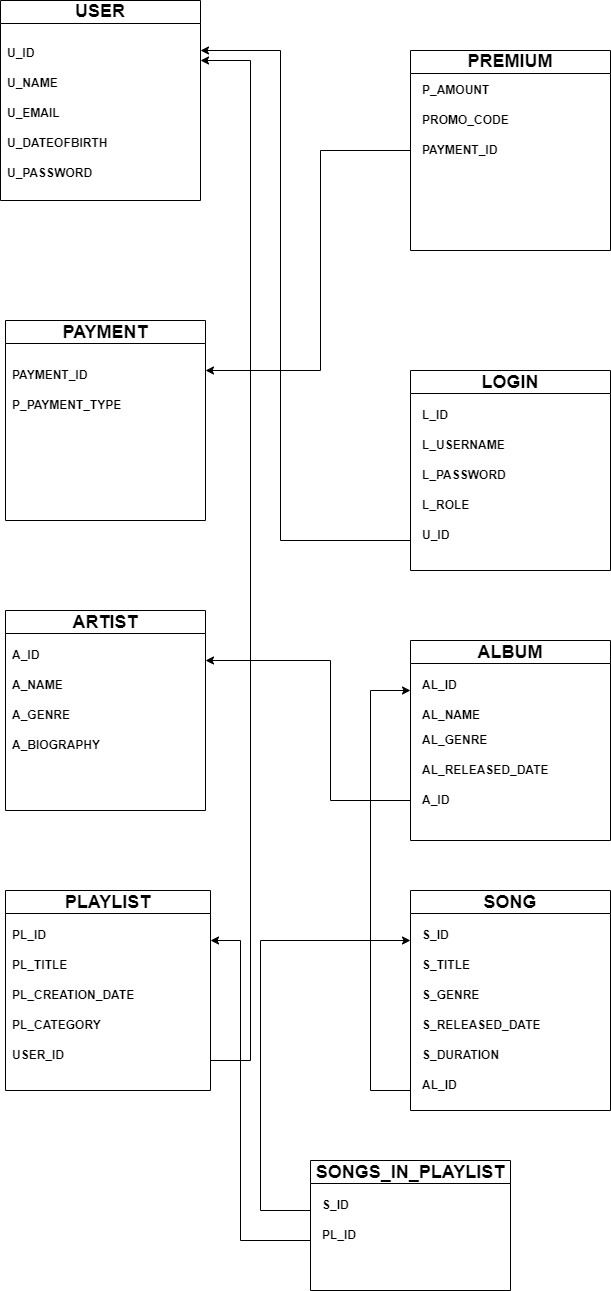 USER
U_ID
U_NAME
U_EMAIL
U_DATEOFBIRTH
U_PASSWORD
PREMIUM
P_AMOUNT
PROMO_CODE
PAYMENT_ID
PAYMENT
PAYMENT_ID
P_PAYMENT_TYPE
LOGIN
L_ID
L_USERNAME
L_PASSWORD
L_ROLE
U_ID
ARTIST
A_ID
A_NAME
A_GENRE
A_BIOGRAPHY
ALBUM
AL_ID
AL_NAME
AL_GENRE
AL_RELEASED_DATE
A_ID
PLAYLIST
PL_ID
PL_TITLE
PL_CREATION_DATE
PL_CATEGORY
USER_ID
SONG
S_ID
S_TITLE
S_GENRE
S_RELEASED_DATE
S_DURATION
AL_ID
SONGS_IN_PLAYLIST
S_ID
PL_ID